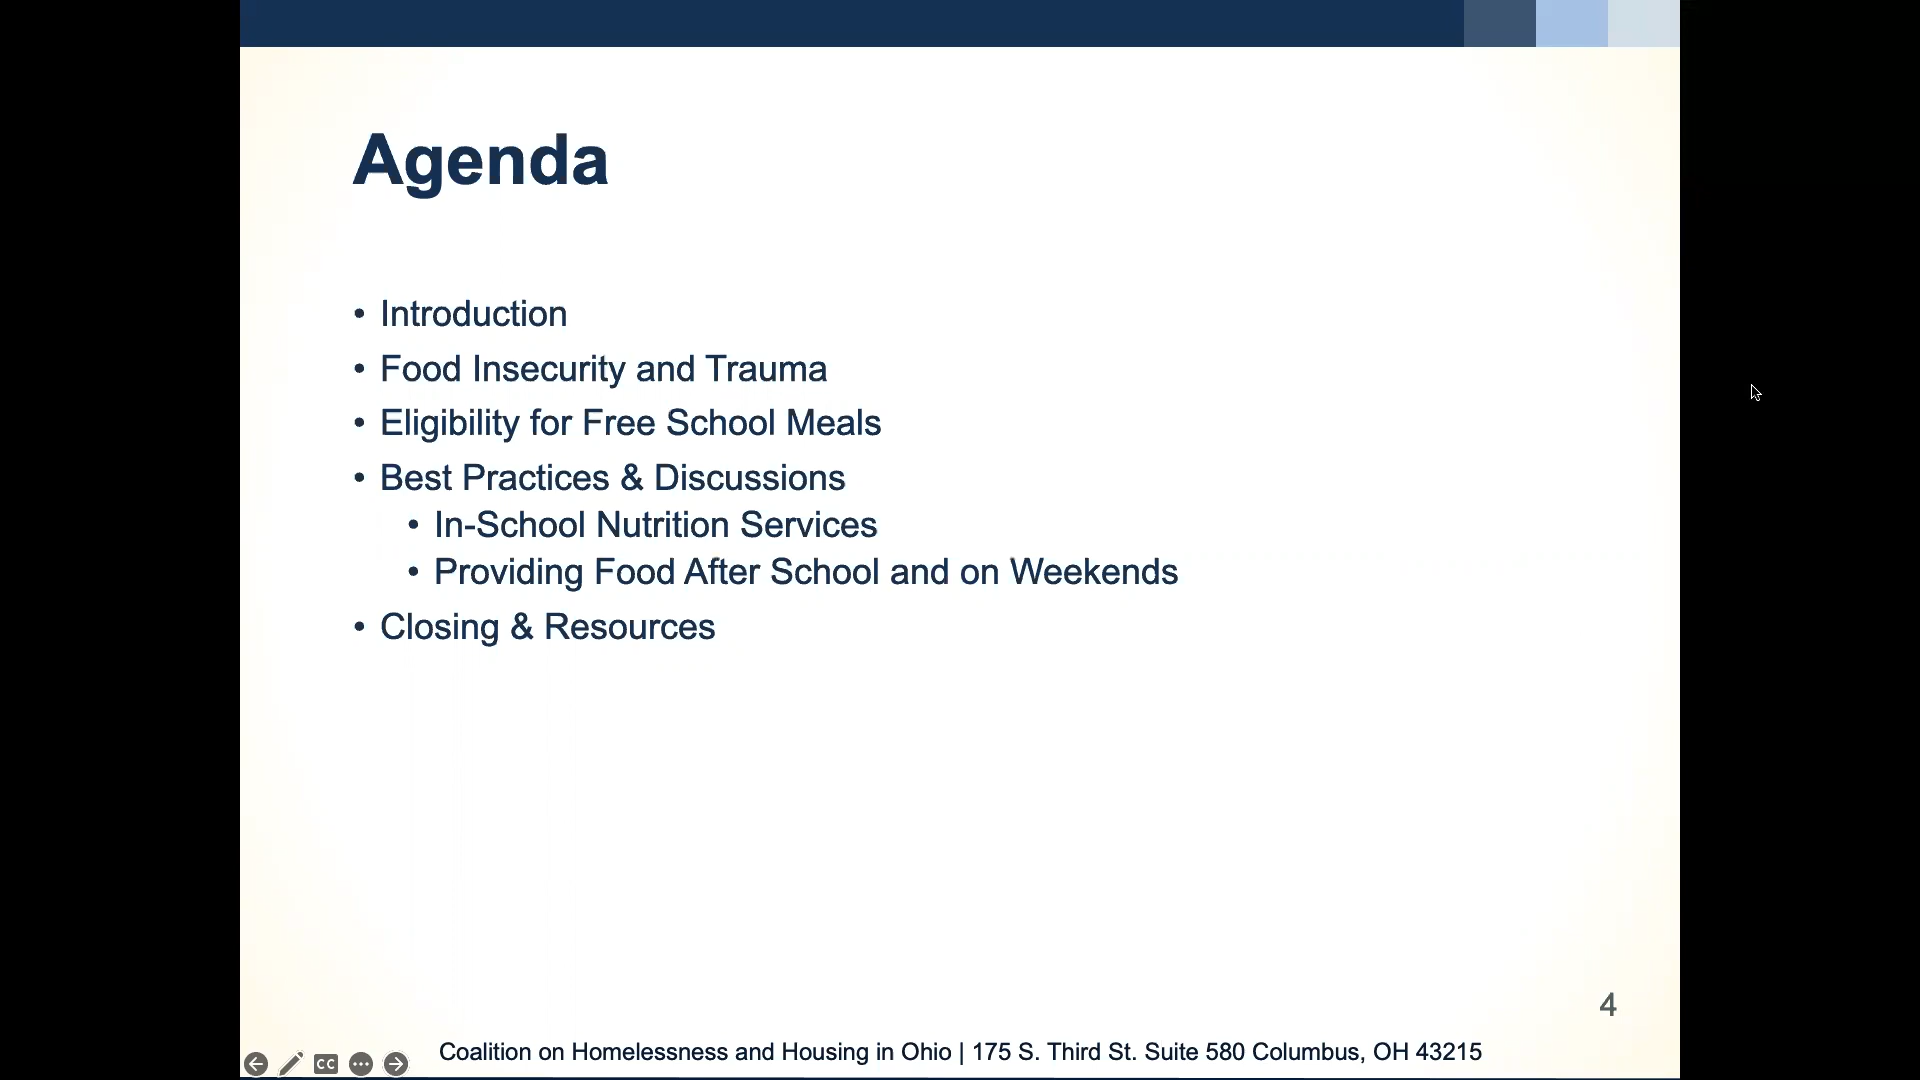 Agenda
• Introduction
• Food Insecurity and Trauma
• Eligibility for Free School Meals
• Best Practices & Discussions
• In-School Nutrition Services
• Providing Food After School and on Weekends
• Closing & Resources
4
CC
Coalition on Homelessness and Housing in Ohio | 175 S. Third St. Suite 580 Columbus, OH 43215